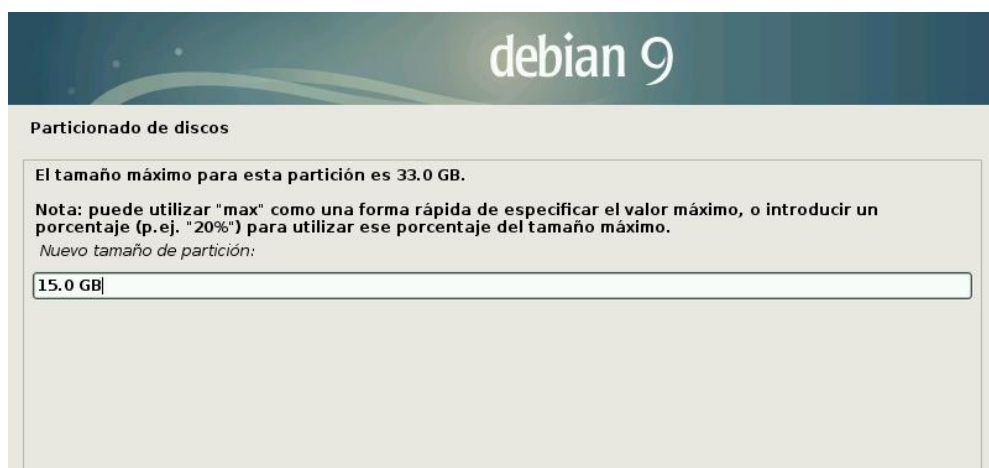 debian 9
Particionado de discos
El tamaño máximo para esta partición es 33.0 GB.
Nota: puede utilizar "max" como una forma rápida de especificar el valor máximo, o introducir un
porcentaje (p.ej. "20%") para utilizar ese porcentaje del tamaño máximo.
Nuevo tamaño de partición:
15.0 GB